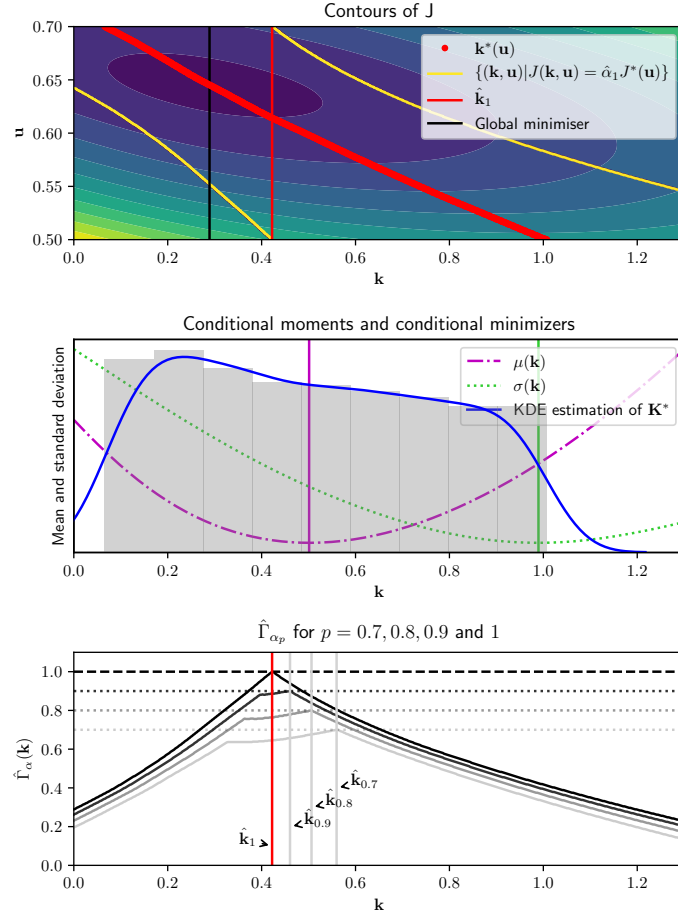 Contours of J
0.70
0.65
0.60
0.55
0.50
u
k*(u)
{(k, u)|J(k, u) = α̂₁J*(u)}
k̂₁
Global minimiser
0.0 0.2 0.4 0.6 0.8 1.0 1.2
k
Conditional moments and conditional minimizers
Mean and standard deviation
μ(k)
σ(k)
KDE estimation of K*
0.0 0.2 0.4 0.6 0.8 1.0 1.2
k
Γ̂_{α_p} for p = 0.7, 0.8, 0.9 and 1
1.0
0.8
0.6
0.4
0.2
0.0
Γ̂_α(k)
k̂_{0.7}
k̂_{0.8}
k̂_{0.9}
k̂₁
0.0 0.2 0.4 0.6 0.8 1.0 1.2
k